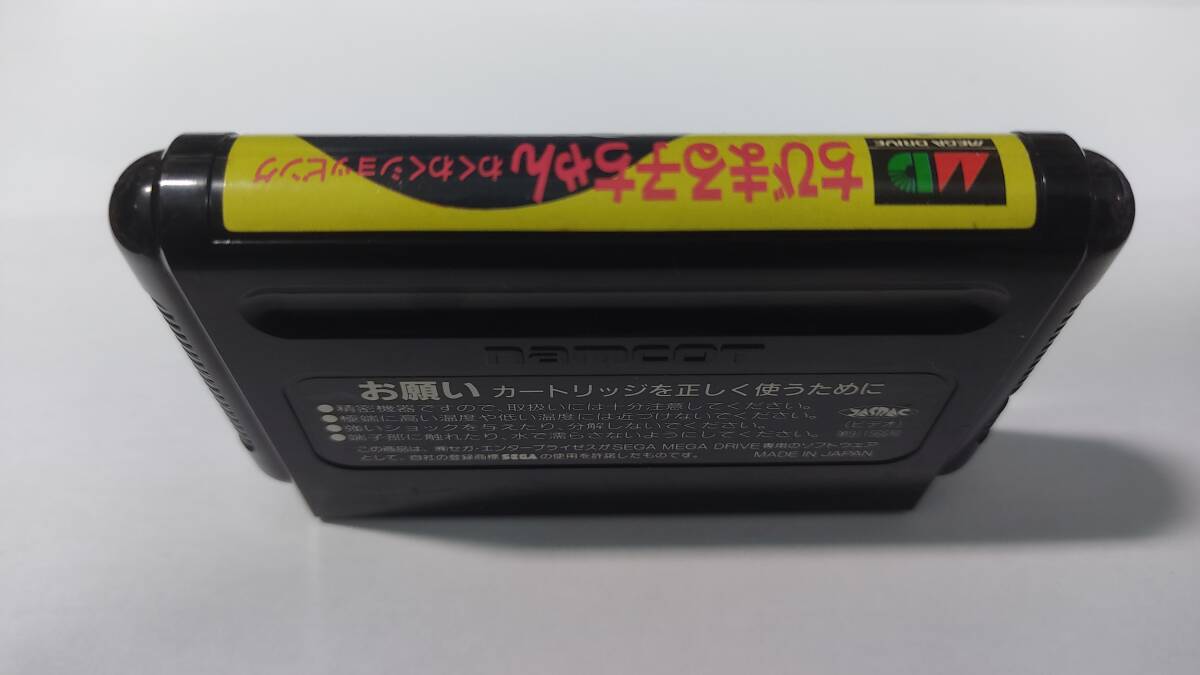 MD
MEGA DRIVE
ちびまる子ちゃん わくわくショッピング
namcot
お願い カートリッジを正しく使うために
●精密機器ですので、取扱いには十分注意してください。
●極端に高い温度や低い温度には近づけないでください。
●強いショックを与えたり、分解しないでください。
●端子部に触れたり、水で濡らさないようにしてください。
この商品は、㈱セガ・エンタープライゼスがSEGA MEGA DRIVE専用のソフトウエア
として、自社の登録商標SEGAの使用を許諾したものです。
JASRAC
(ビデオ)
MADE IN JAPAN